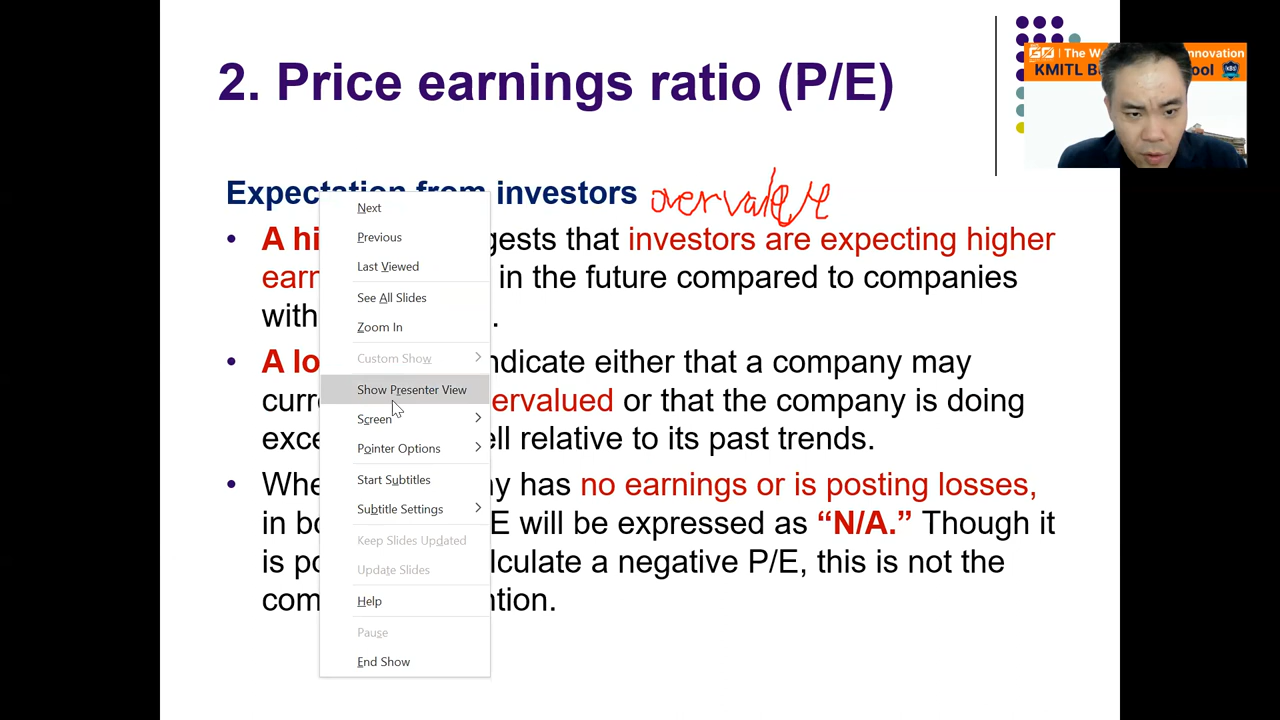 2. Price earnings ratio (P/E)
GO | The W nnovation
KMITL B ool
Expectation from investors overvalue
A hi gests that investors are expecting higher
earn in the future compared to companies
with .
A lo ndicate either that a company may
curr ervalued or that the company is doing
exce ll relative to its past trends.
Whe ny has no earnings or is posting losses,
in bo E will be expressed as “N/A.” Though it
is po lculate a negative P/E, this is not the
com ntion.
Next
Previous
Last Viewed
See All Slides
Zoom In
Custom Show
Show Presenter View
Screen
Pointer Options
Start Subtitles
Subtitle Settings
Keep Slides Updated
Update Slides
Help
Pause
End Show